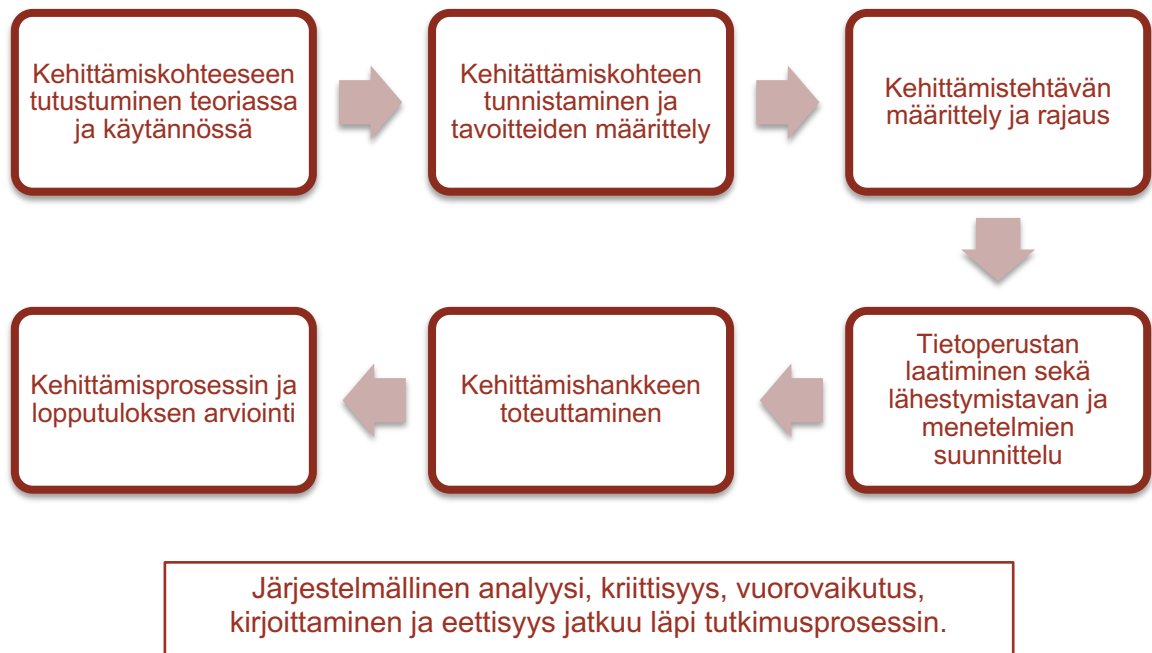 Kehittämiskohteeseen
tutustuminen teoriassa
ja käytännössä
Kehitättämiskohteen
tunnistaminen ja
tavoitteiden määrittely
Kehittämistehtävän
määrittely ja rajaus
Tietoperustan
laatiminen sekä
lähestymistavan ja
menetelmien
suunnittelu
Kehittämishankkeen
toteuttaminen
Kehittämisprosessin ja
lopputuloksen arviointi
Järjestelmällinen analyysi, kriittisyys, vuorovaikutus,
kirjoittaminen ja eettisyys jatkuu läpi tutkimusprosessin.